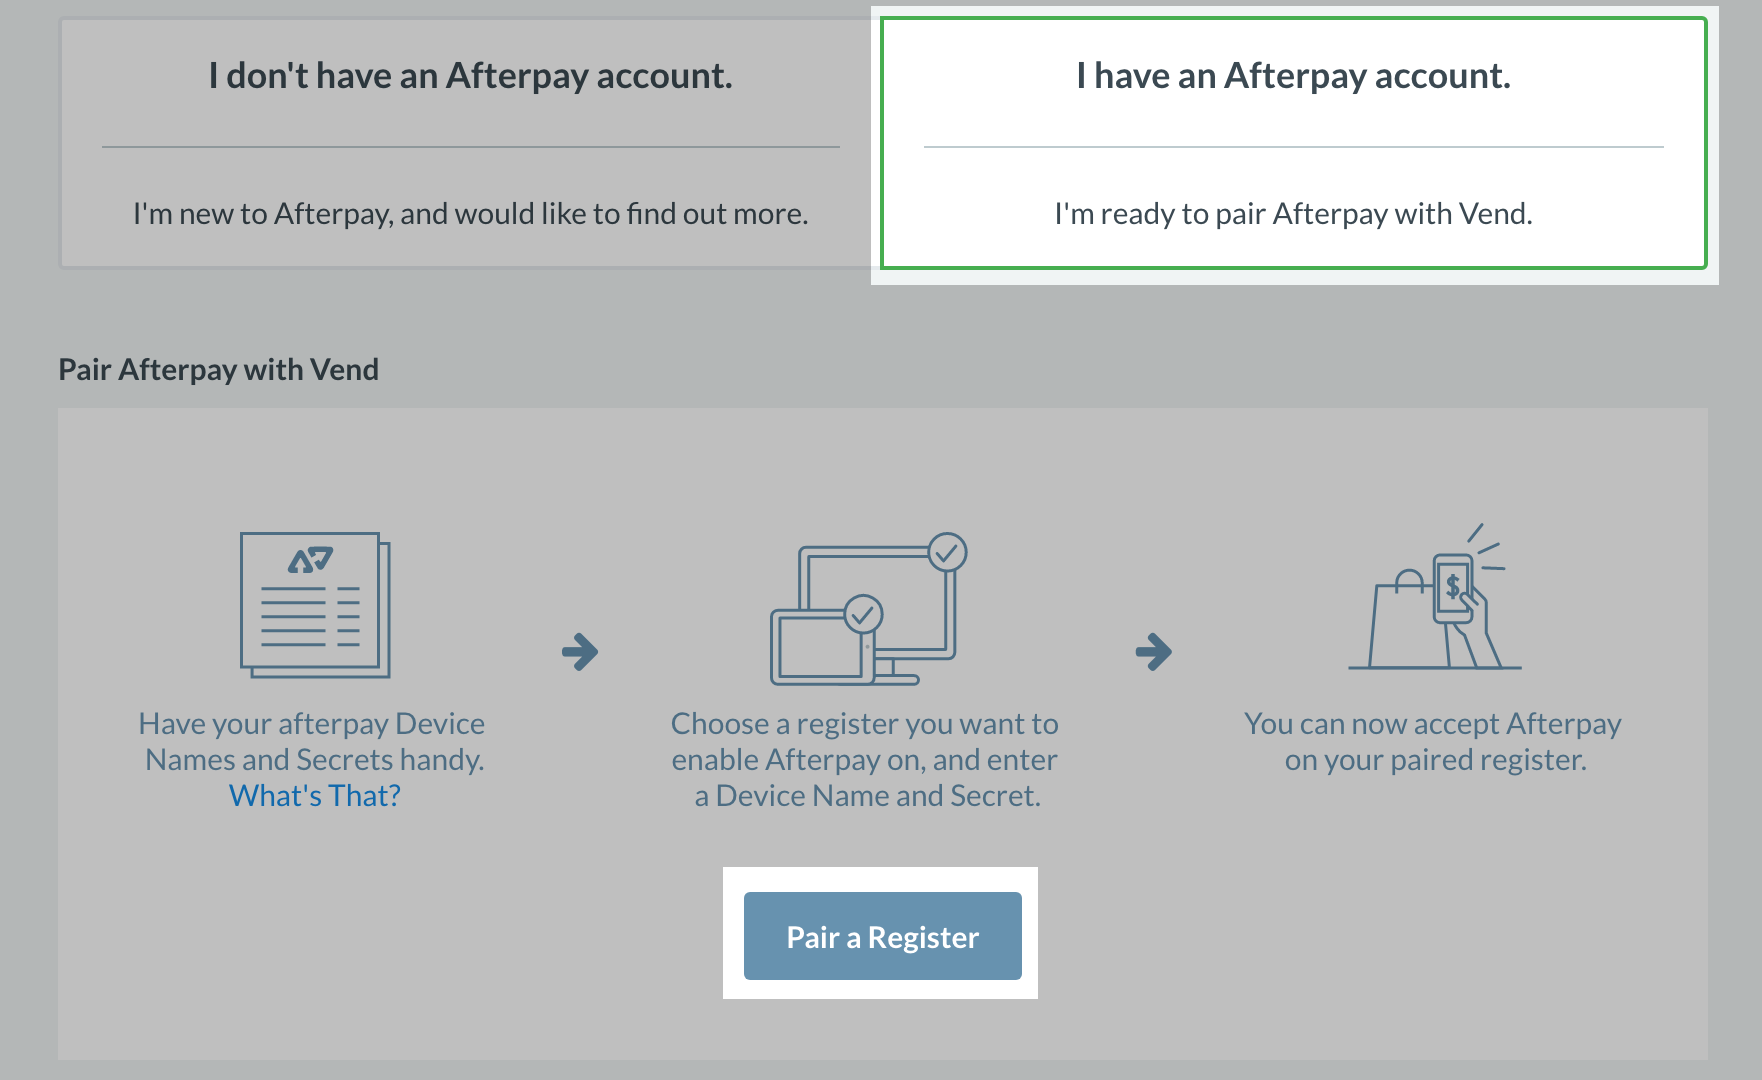 I don't have an Afterpay account.
I'm new to Afterpay, and would like to find out more.
I have an Afterpay account.
I'm ready to pair Afterpay with Vend.
Pair Afterpay with Vend
Have your afterpay Device
Names and Secrets handy.
What's That?
Choose a register you want to
enable Afterpay on, and enter
a Device Name and Secret.
$
You can now accept Afterpay
on your paired register.
Pair a Register